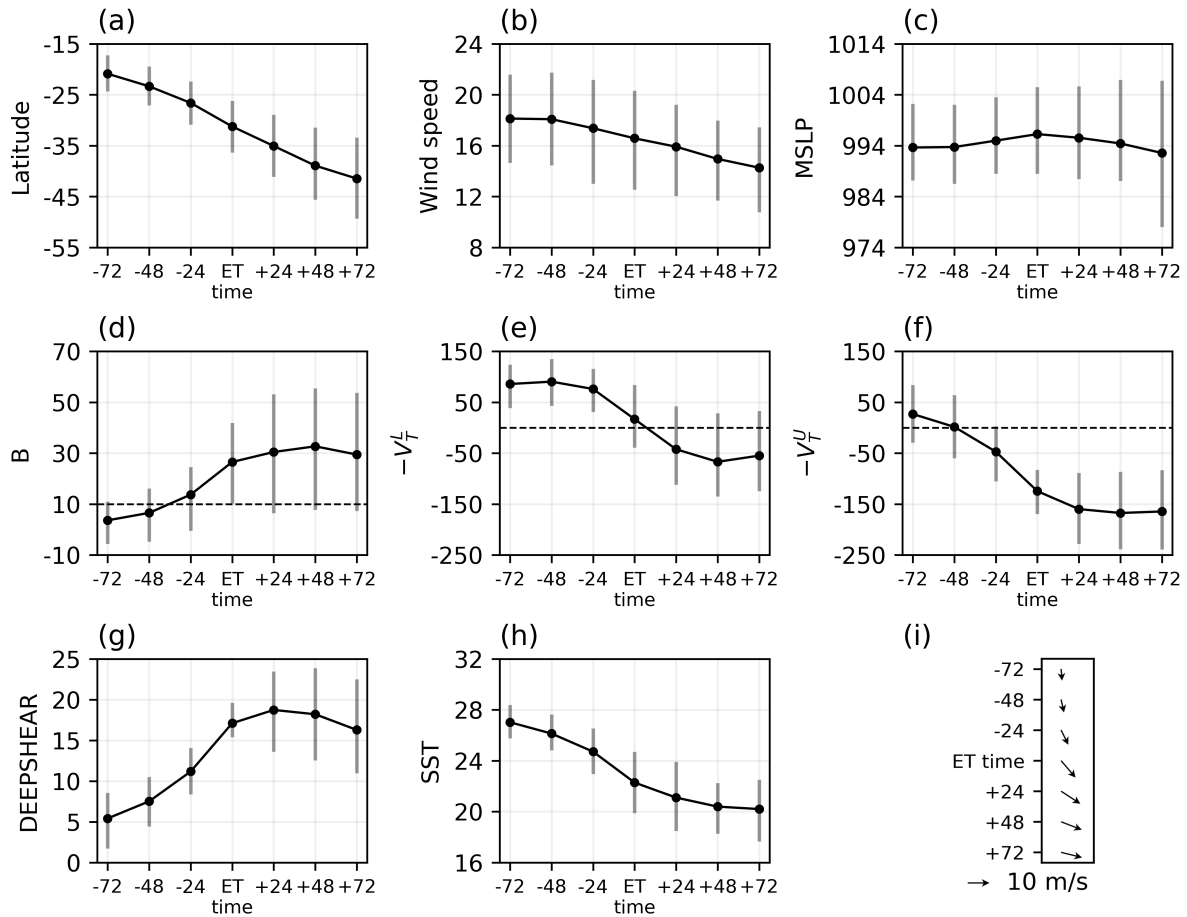 (a)
Latitude
-15
-25
-35
-45
-55
-72 -48 -24 ET +24 +48 +72
time
(b)
Wind speed
24
20
16
12
8
-72 -48 -24 ET +24 +48 +72
time
(c)
MSLP
1014
1004
994
984
974
-72 -48 -24 ET +24 +48 +72
time
(d)
B
70
50
30
10
-10
-72 -48 -24 ET +24 +48 +72
time
(e)
$-V_T^L$
150
50
-50
-150
-250
-72 -48 -24 ET +24 +48 +72
time
(f)
$-V_T^U$
150
50
-50
-150
-250
-72 -48 -24 ET +24 +48 +72
time
(g)
DEEPSHEAR
25
20
15
10
5
0
-72 -48 -24 ET +24 +48 +72
time
(h)
SST
32
28
24
20
16
-72 -48 -24 ET +24 +48 +72
time
(i)
-72
-48
-24
ET time
+24
+48
+72
10 m/s